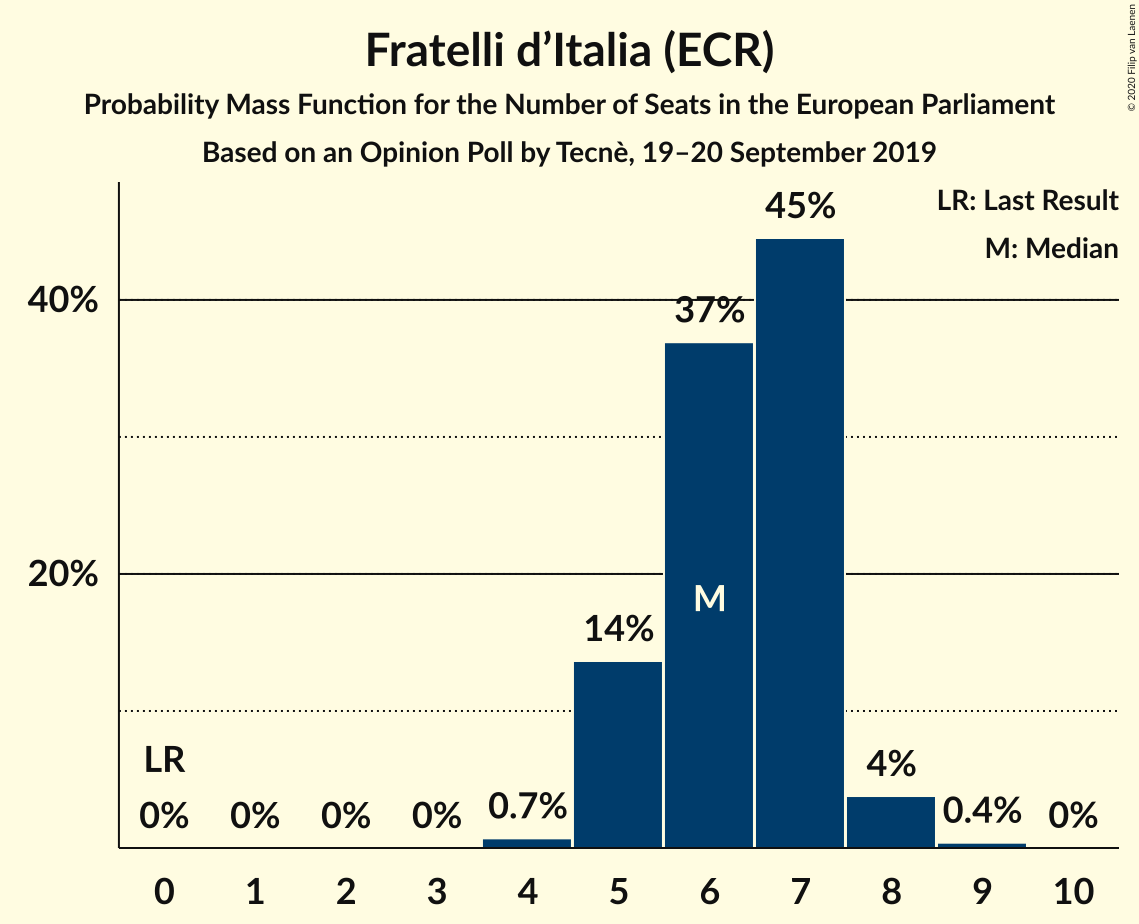 Fratelli d’Italia (ECR)
Probability Mass Function for the Number of Seats in the European Parliament
Based on an Opinion Poll by Tecnè, 19–20 September 2019
© 2020 Filip van Laenen
LR: Last Result
M: Median
45%
40%
37%
20%
M
14%
LR
4%
0% 0% 0% 0% 0.7% 0.4% 0%
0 1 2 3 4 5 6 7 8 9 10